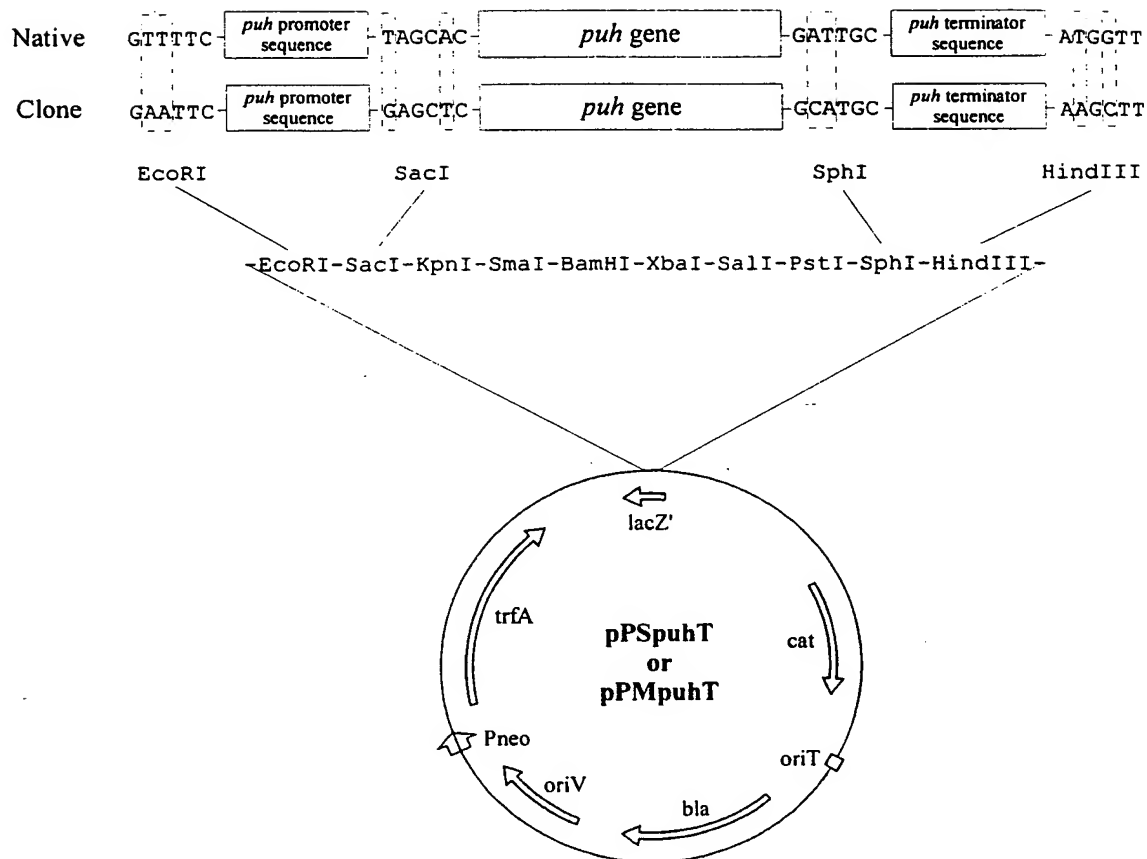 Native GTTTTC puh promoter sequence TAGCAC puh gene GATTGC puh terminator sequence ATGGTT
Clone GAATTC puh promoter sequence GAGCTC puh gene GCATGC puh terminator sequence AAGCTT
EcoRI SacI SphI HindIII
-EcoRI-SacI-KpnI-SmaI-BamHI-XbaI-SalI-PstI-SphI-HindIII-
lacZ'
trfA
cat
pPSpuhT
or
pPMpuhT
Pneo
oriT
oriV
bla